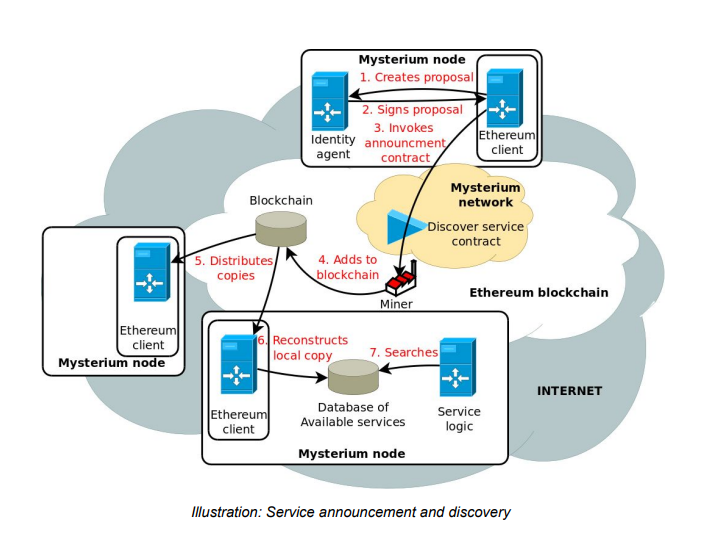 Mysterium node
1. Creates proposal
2. Signs proposal
3. Invokes
announcment
contract
Identity
agent
Ethereum
client
Mysterium
network
Discover service
contract
Blockchain
4. Adds to
blockchain
Miner
Ethereum blockchain
5. Distributes
copies
Ethereum
client
Mysterium node
6. Reconstructs
local copy
7. Searches
Ethereum
client
Database of
Available services
Service
logic
Mysterium node
INTERNET
Illustration: Service announcement and discovery